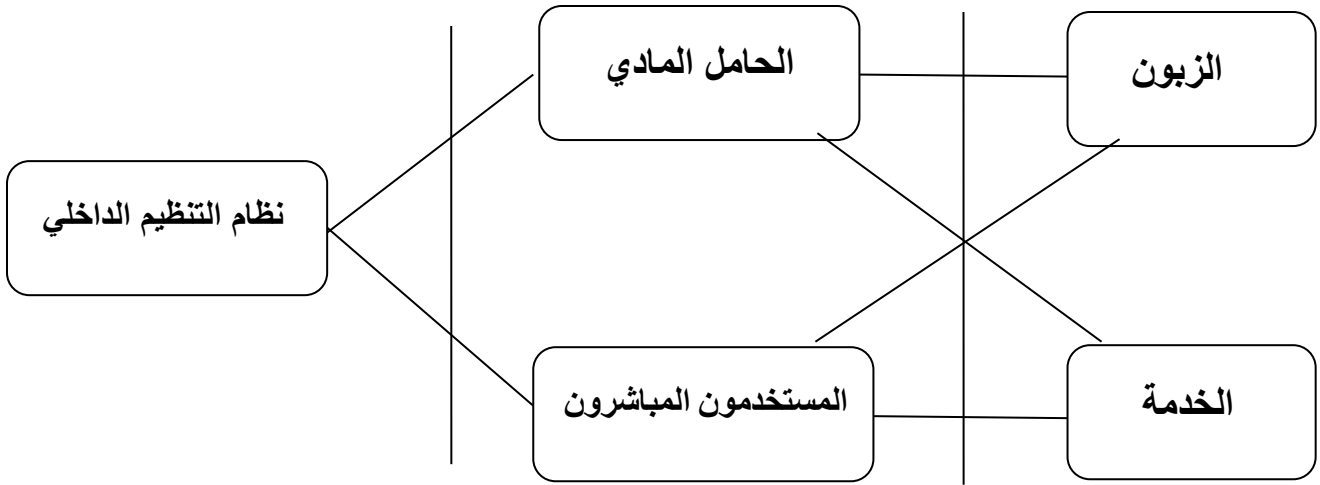 الزبون
الحامل المادي
نظام التنظيم الداخلي
الخدمة
المستخدمون المباشرون